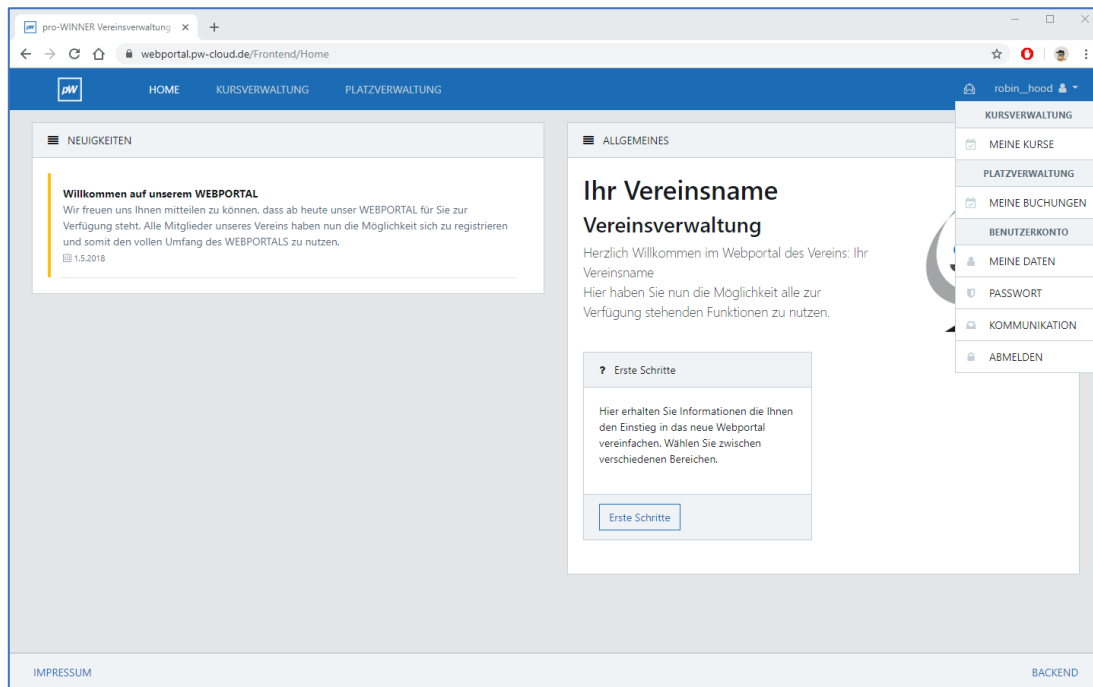 pro-WINNER Vereinsverwaltung
webportal.pw-cloud.de/Frontend/Home
pW
HOME
KURSVERWALTUNG
PLATZVERWALTUNG
robin__hood
NEUIGKEITEN
Willkommen auf unserem WEBPORTAL
Wir freuen uns Ihnen mitteilen zu können, dass ab heute unser WEBPORTAL für Sie zur
Verfügung steht. Alle Mitglieder unseres Vereins haben nun die Möglichkeit sich zu registrieren
und somit den vollen Umfang des WEBPORTALS zu nutzen.
1.5.2018
ALLGEMEINES
Ihr Vereinsname
Vereinsverwaltung
Herzlich Willkommen im Webportal des Vereins: Ihr
Vereinsname
Hier haben Sie nun die Möglichkeit alle zur
Verfügung stehenden Funktionen zu nutzen.
? Erste Schritte
Hier erhalten Sie Informationen die Ihnen
den Einstieg in das neue Webportal
vereinfachen. Wählen Sie zwischen
verschiedenen Bereichen.
Erste Schritte
KURSVERWALTUNG
MEINE KURSE
PLATZVERWALTUNG
MEINE BUCHUNGEN
BENUTZERKONTO
MEINE DATEN
PASSWORT
KOMMUNIKATION
ABMELDEN
IMPRESSUM
BACKEND